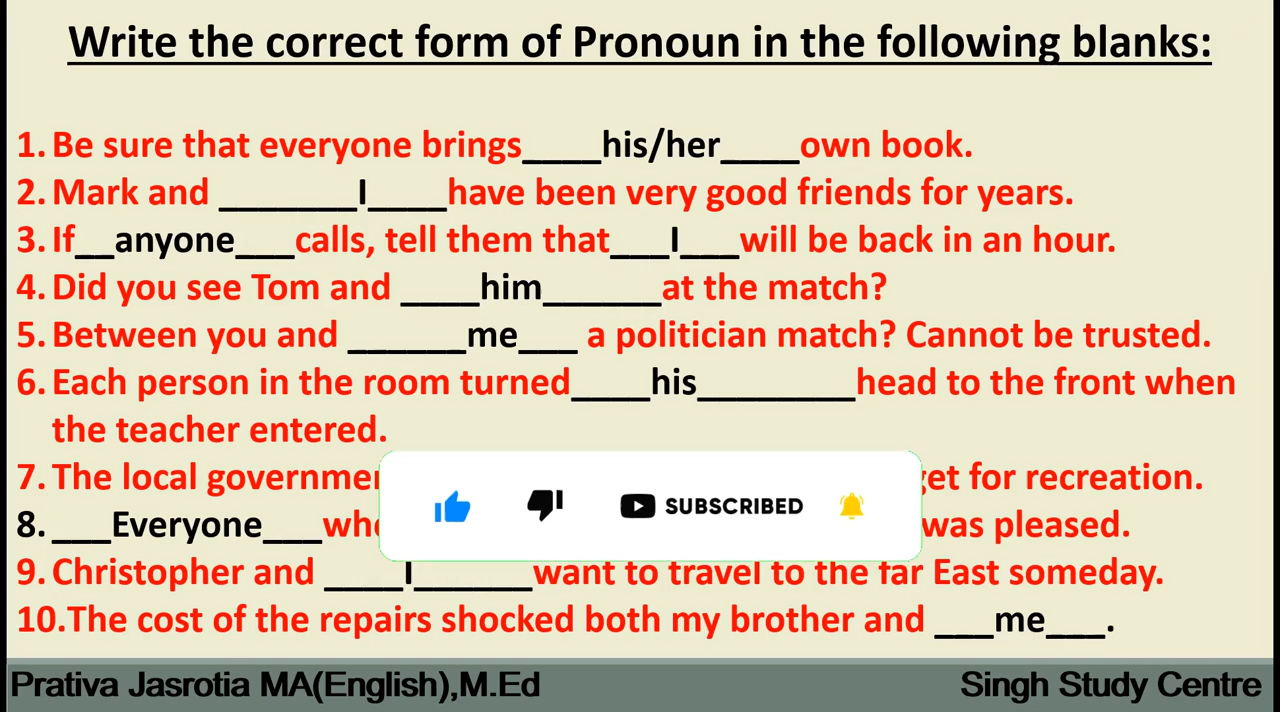 Write the correct form of Pronoun in the following blanks:
1. Be sure that everyone brings____his/her____own book.
2. Mark and _______I____have been very good friends for years.
3. If__anyone___calls, tell them that___I___will be back in an hour.
4. Did you see Tom and ____him______at the match?
5. Between you and ______me___ a politician match? Cannot be trusted.
6. Each person in the room turned____his________head to the front when
the teacher entered.
7. The local for recreation.
8. ___Everyone___ was pleased.
SUBSCRIBED
9. Christopher and ____I______want to travel to the far East someday.
10.The cost of the repairs shocked both my brother and ___me___.
Prativa Jasrotia MA(English),M.Ed
Singh Study Centre